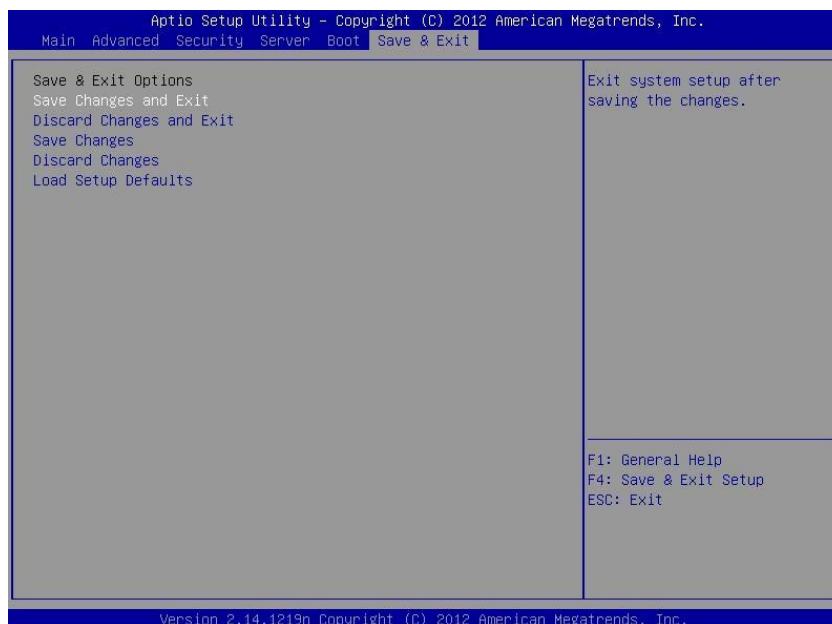 Aptio Setup Utility – Copyright (C) 2012 American Megatrends, Inc.
Main Advanced Security Server Boot Save & Exit
Save & Exit Options
Save Changes and Exit
Discard Changes and Exit
Save Changes
Discard Changes
Load Setup Defaults
Exit system setup after
saving the changes.
F1: General Help
F4: Save & Exit Setup
ESC: Exit
Version 2.14.1219n Copyright (C) 2012 American Megatrends, Inc.